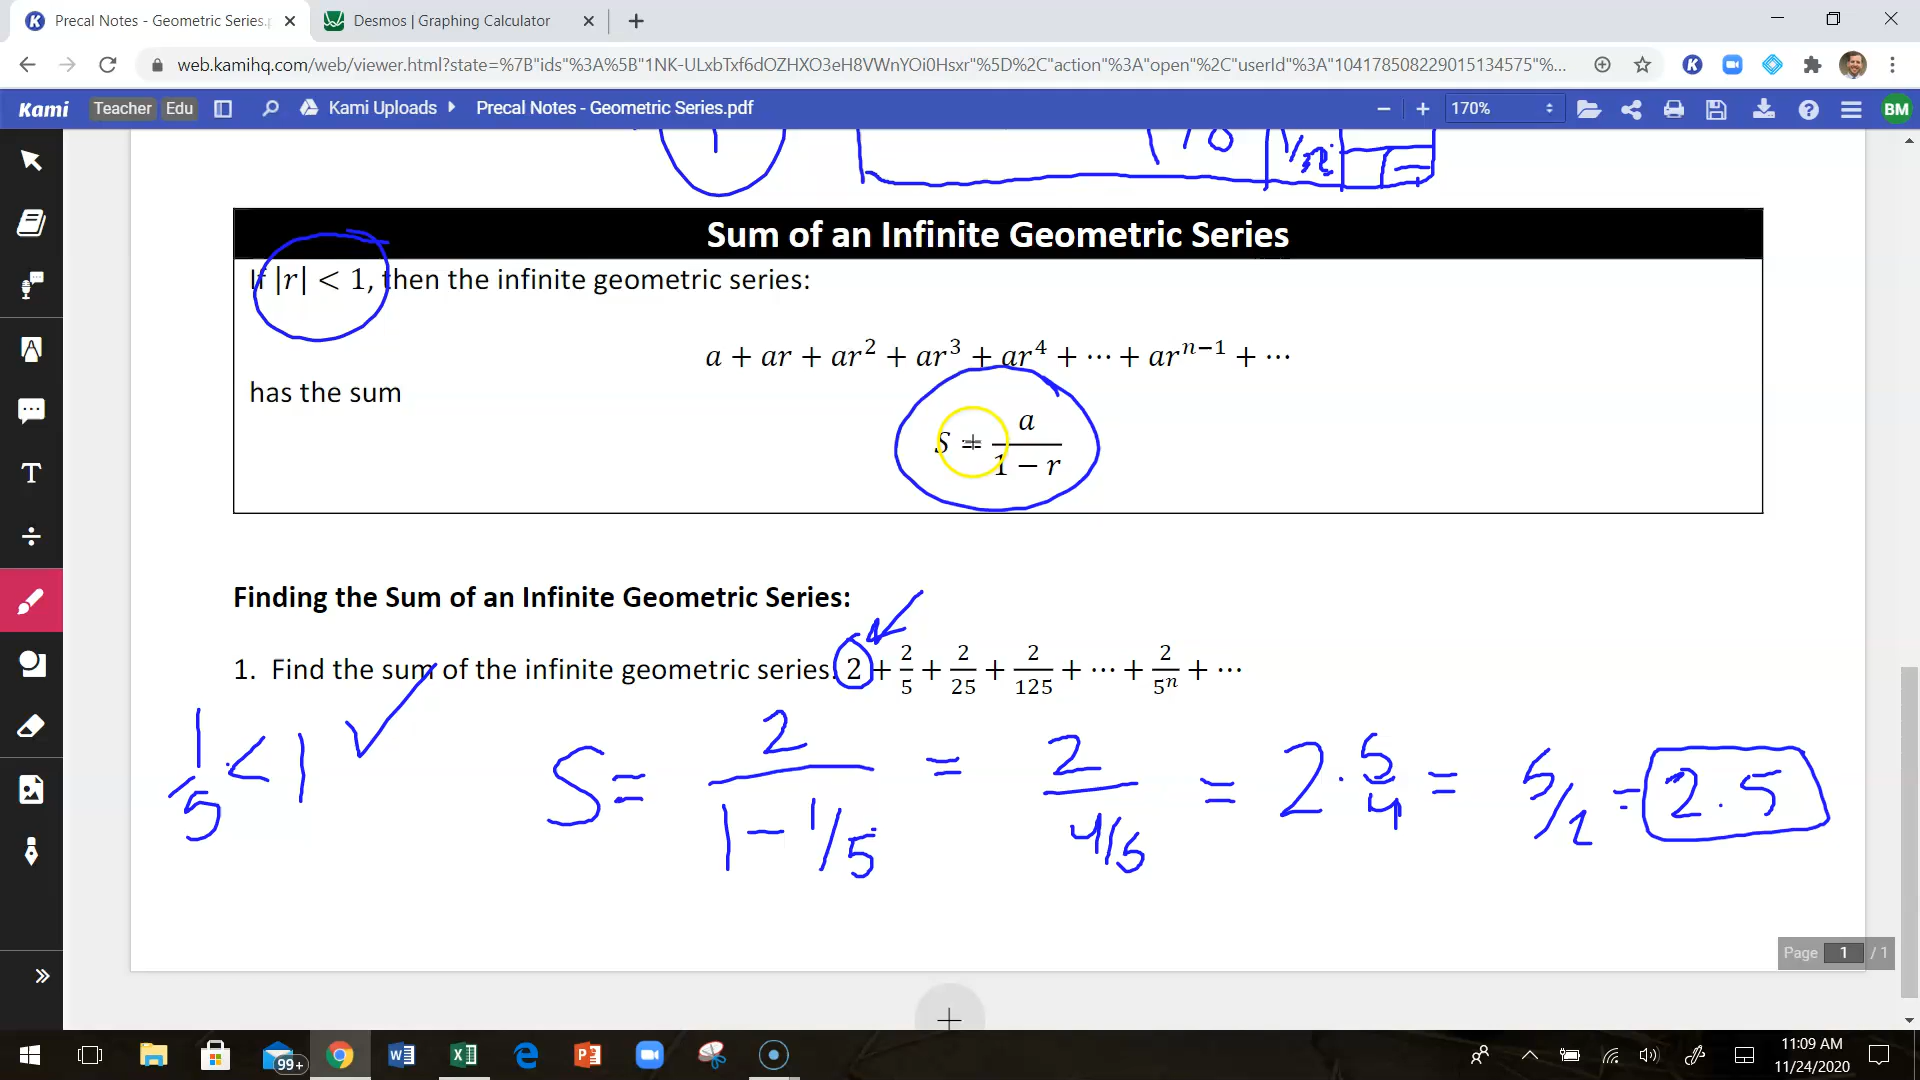 Precal Notes - Geometric Series.p
Desmos | Graphing Calculator
web.kamihq.com/web/viewer.html?state=%7B"ids"%3A%5B"1NK-ULxbTxf6dOZHXO3eH8VWnYOi0Hsxr"%5D%2C"action"%3A"open"%2C"userId"%3A"104178508229015134575"%...
Kami Teacher Edu Kami Uploads Precal Notes - Geometric Series.pdf 170% BM
Sum of an Infinite Geometric Series
If |r| < 1, then the infinite geometric series:
a + ar + ar² + ar³ + ar⁴ + ⋯ + arⁿ⁻¹ + ⋯
has the sum
S = a/(1 − r)
Finding the Sum of an Infinite Geometric Series:
1. Find the sum of the infinite geometric series: 2 + 2/5 + 2/25 + 2/125 + ⋯ + 2/5ⁿ + ⋯
1/5 < 1 ✓
S = 2/(1 − 1/5) = 2/(4/5) = 2 · 5/4 = 5/2 = 2.5
Page 1 / 1
99+
11:09 AM
11/24/2020